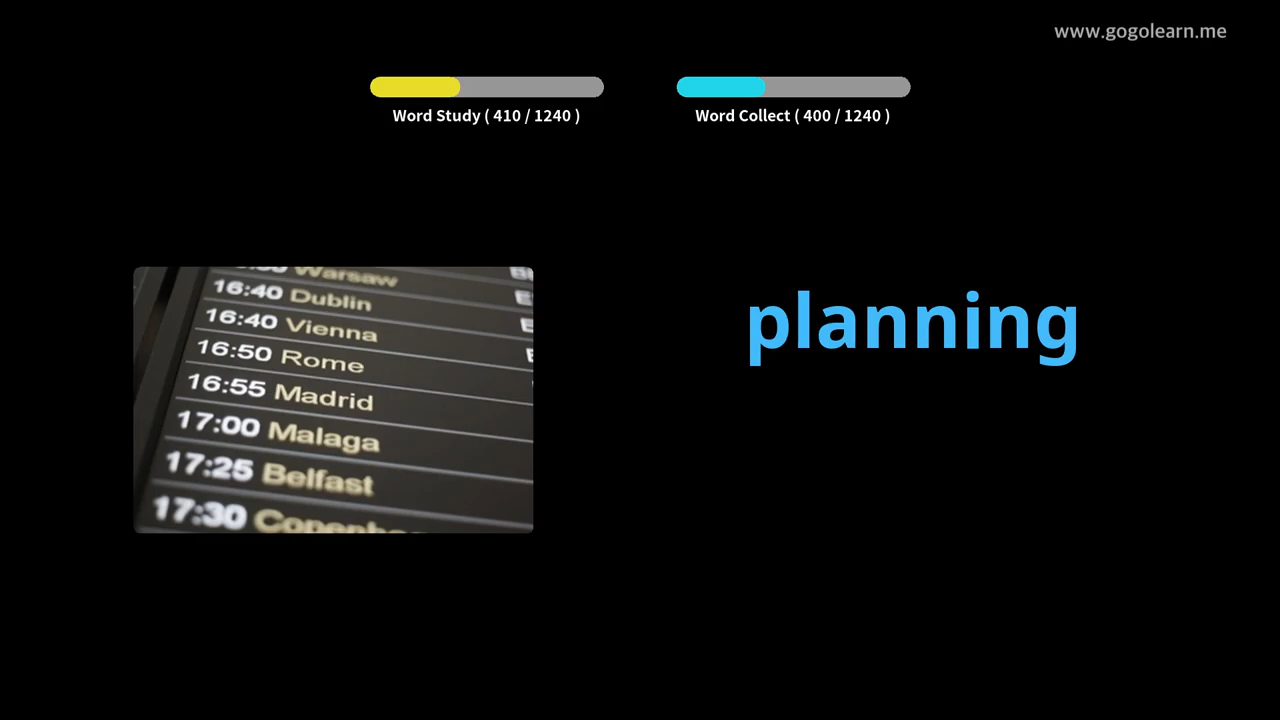 www.gogolearn.me
Word Study ( 410 / 1240 )
Word Collect ( 400 / 1240 )
planning
Warsaw
16:40 Dublin
16:40 Vienna
16:50 Rome
16:55 Madrid
17:00 Malaga
17:25 Belfast
17:30